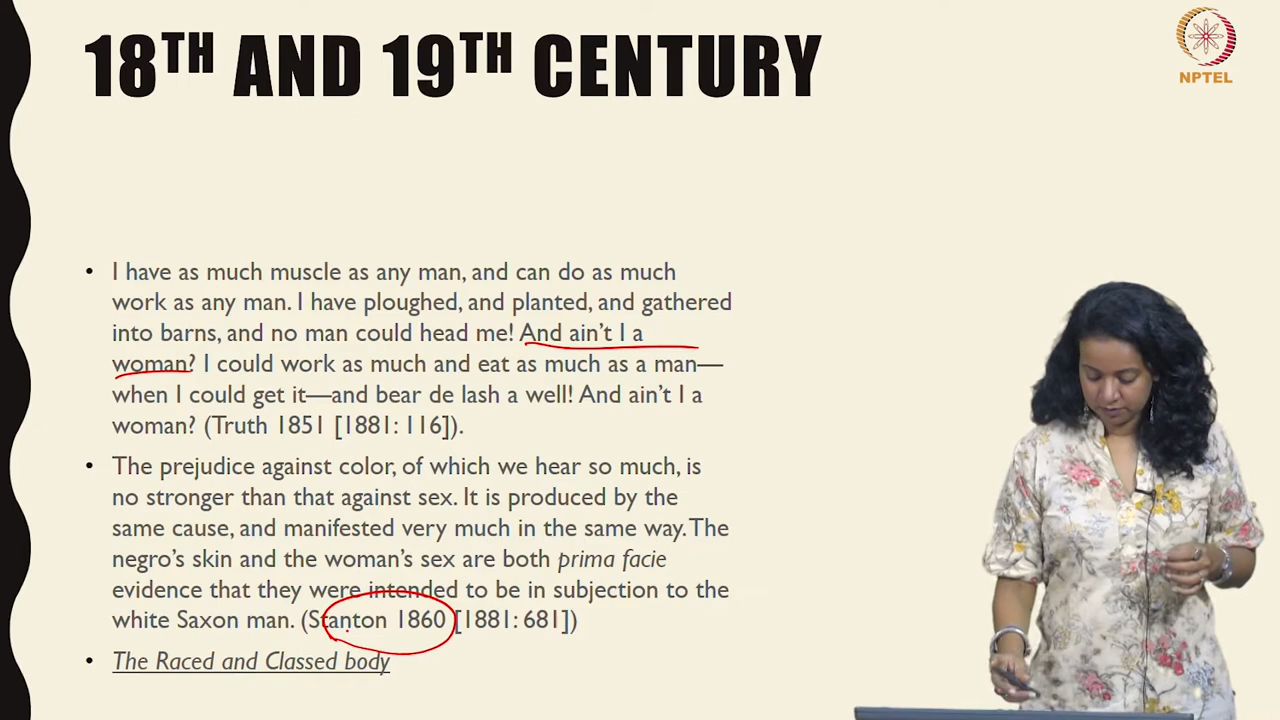 18TH AND 19TH CENTURY
NPTEL
• I have as much muscle as any man, and can do as much
work as any man. I have ploughed, and planted, and gathered
into barns, and no man could head me! And ain't I a
woman? I could work as much and eat as much as a man—
when I could get it—and bear de lash a well! And ain't I a
woman? (Truth 1851 [1881: 116]).
• The prejudice against color, of which we hear so much, is
no stronger than that against sex. It is produced by the
same cause, and manifested very much in the same way. The
negro's skin and the woman's sex are both prima facie
evidence that they were intended to be in subjection to the
white Saxon man. (Stanton 1860 [1881: 681])
• The Raced and Classed body